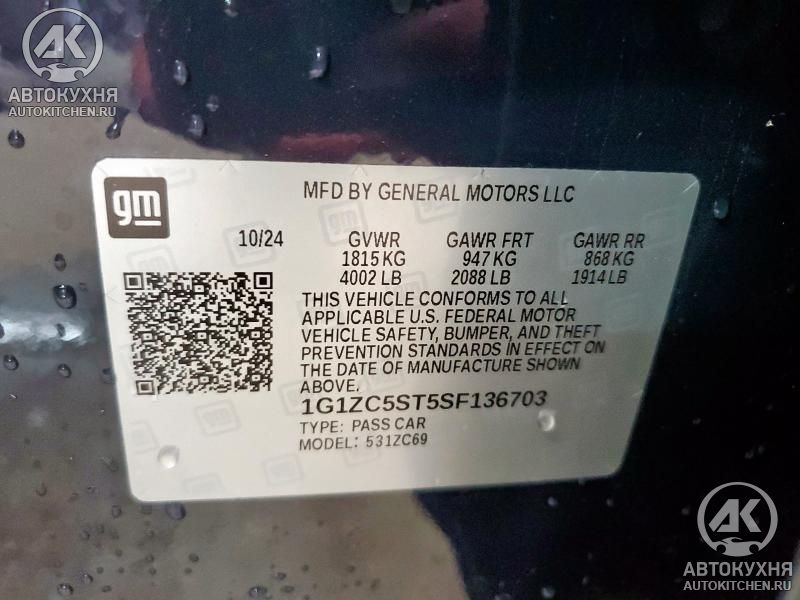 AK
АВТОКУХНЯ
AUTOKITCHEN.RU
gm
MFD BY GENERAL MOTORS LLC
10/24 GVWR GAWR FRT GAWR RR
1815 KG 947 KG 868 KG
4002 LB 2088 LB 1914 LB
THIS VEHICLE CONFORMS TO ALL
APPLICABLE U.S. FEDERAL MOTOR
VEHICLE SAFETY, BUMPER, AND THEFT
PREVENTION STANDARDS IN EFFECT ON
THE DATE OF MANUFACTURE SHOWN
ABOVE.
1G1ZC5ST5SF136703
TYPE: PASS CAR
MODEL: 531ZC69
AK
АВТОКУХНЯ
AUTOKITCHEN.RU